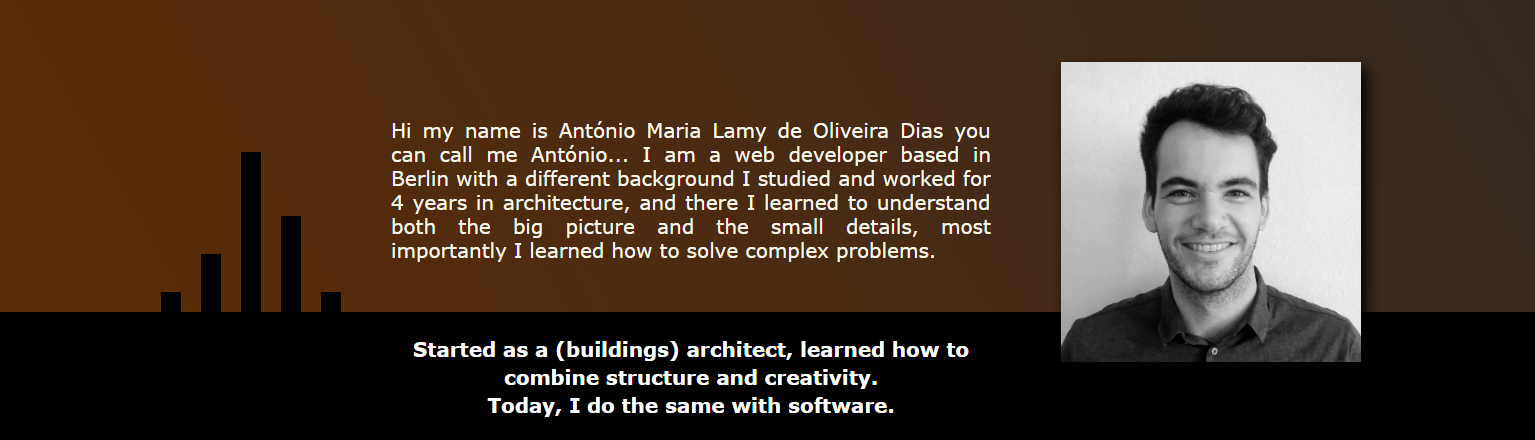 Hi my name is António Maria Lamy de Oliveira Dias you
can call me António... I am a web developer based in
Berlin with a different background I studied and worked for
4 years in architecture, and there I learned to understand
both the big picture and the small details, most
importantly I learned how to solve complex problems.
Started as a (buildings) architect, learned how to
combine structure and creativity.
Today, I do the same with software.